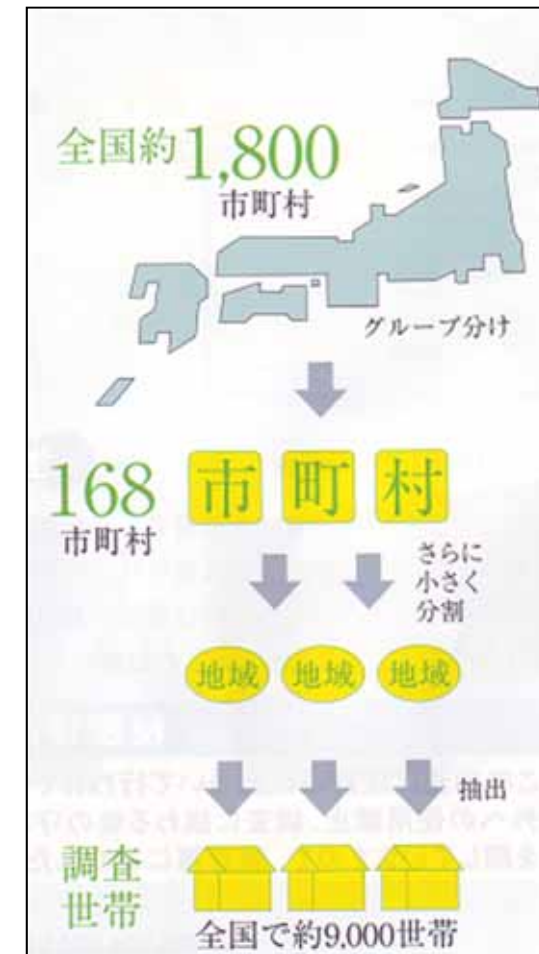 全国約1,800
市町村
グループ分け
168
市町村
市 町 村
さらに
小さく
分割
地域 地域 地域
抽出
調査
世帯
全国で約9,000世帯